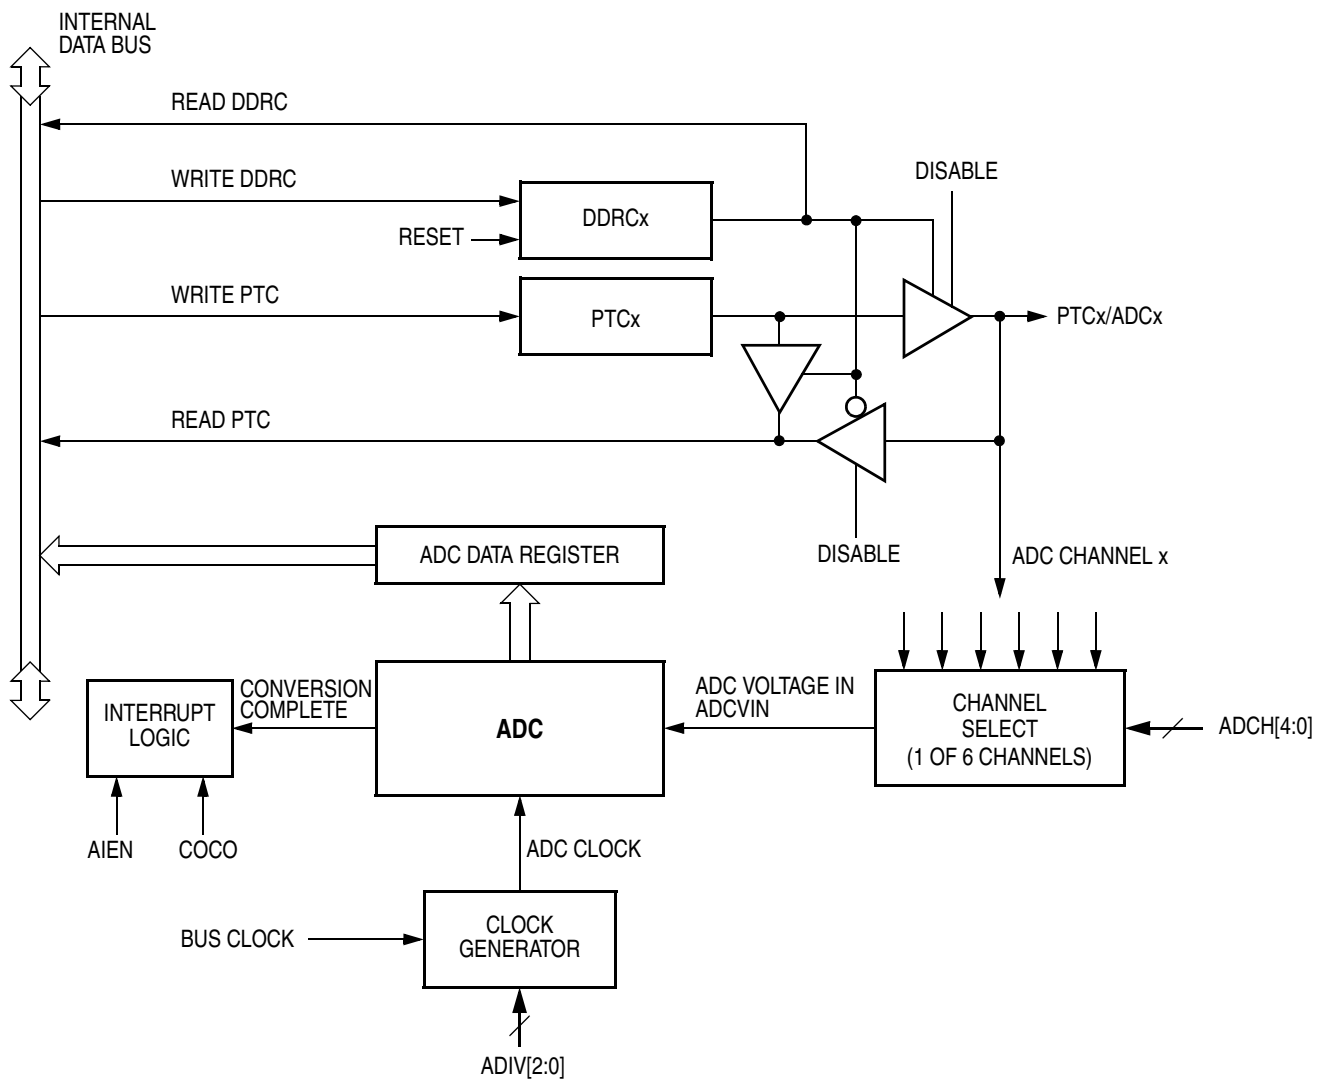 INTERNAL
DATA BUS
READ DDRC
WRITE DDRC
DISABLE
DDRCx
RESET
WRITE PTC
PTCx
PTCx/ADCx
READ PTC
ADC DATA REGISTER
DISABLE
ADC CHANNEL x
CONVERSION
COMPLETE
ADC VOLTAGE IN
ADCVIN
INTERRUPT
LOGIC
ADC
CHANNEL
SELECT
(1 OF 6 CHANNELS)
ADCH[4:0]
AIEN
COCO
ADC CLOCK
BUS CLOCK
CLOCK
GENERATOR
ADIV[2:0]